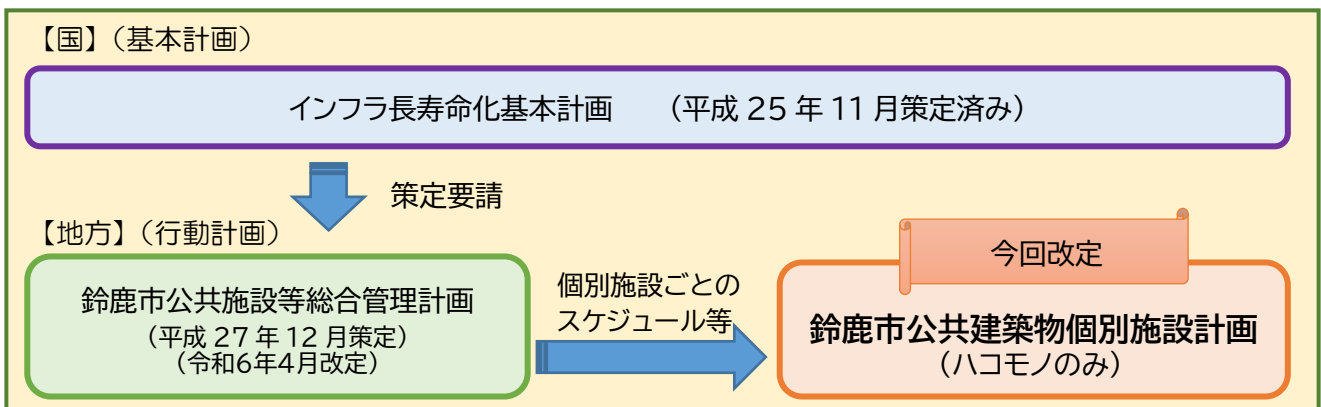 【国】（基本計画）
インフラ長寿命化基本計画　（平成 25 年 11 月策定済み）
策定要請
【地方】（行動計画）
鈴鹿市公共施設等総合管理計画
（平成 27 年 12 月策定）
（令和6年4月改定）
個別施設ごとの
スケジュール等
今回改定
鈴鹿市公共建築物個別施設計画
（ハコモノのみ）